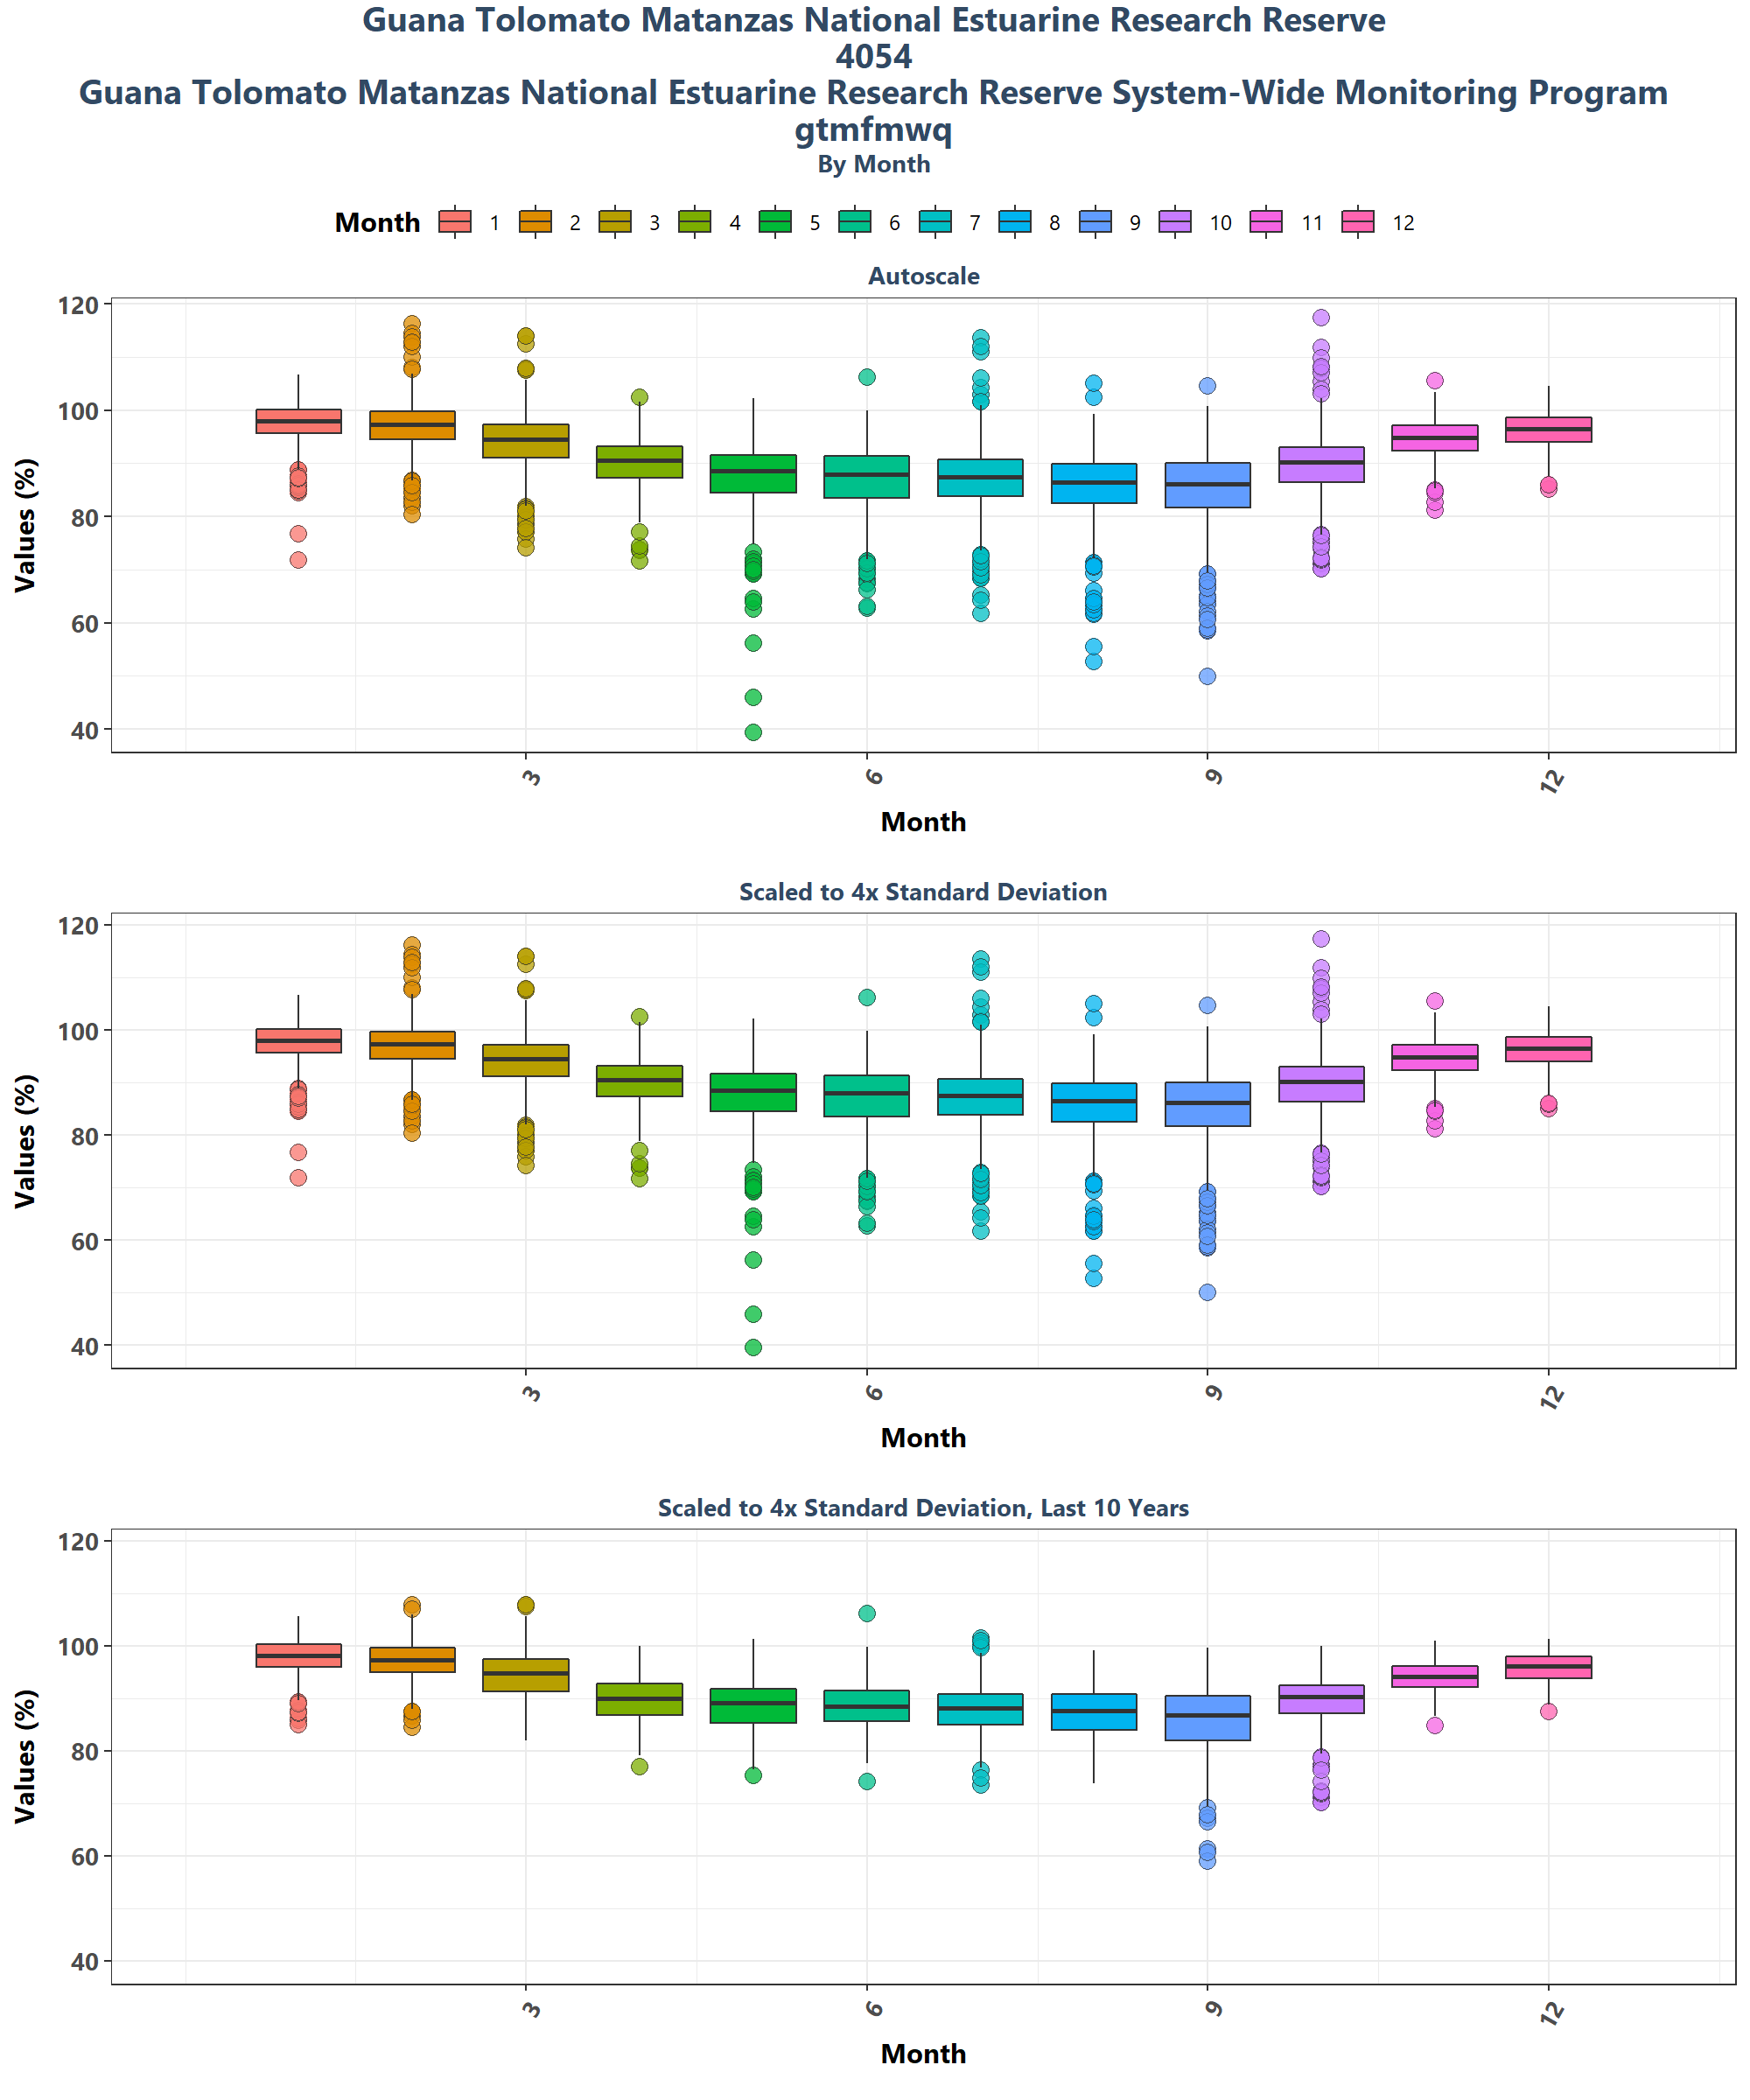 Guana Tolomato Matanzas National Estuarine Research Reserve
4054
Guana Tolomato Matanzas National Estuarine Research Reserve System-Wide Monitoring Program
gtmfmwq
By Month
Month 1 2 3 4 5 6 7 8 9 10 11 12
Autoscale
Values (%)
120
100
80
60
40
3 6 9 12
Month
Scaled to 4x Standard Deviation
Values (%)
120
100
80
60
40
3 6 9 12
Month
Scaled to 4x Standard Deviation, Last 10 Years
Values (%)
120
100
80
60
40
3 6 9 12
Month